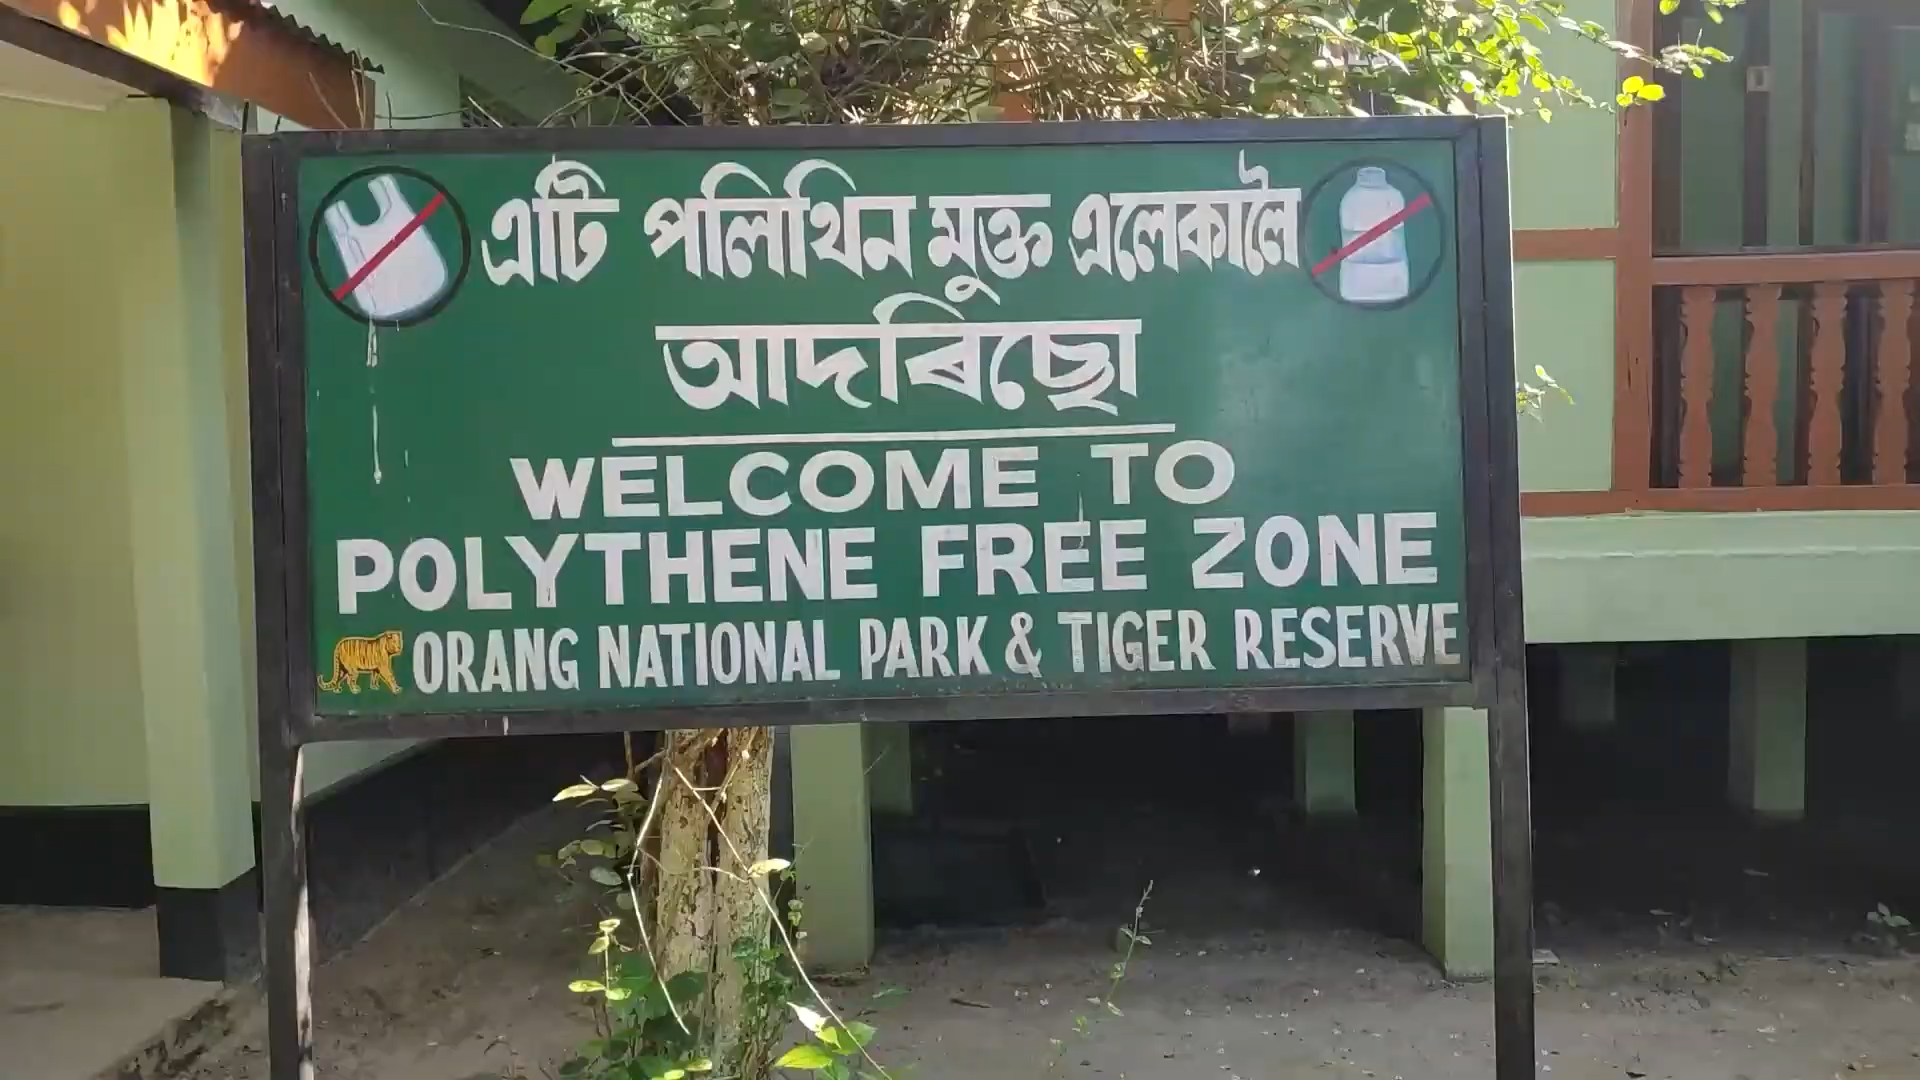 এটি পলিথিন মুক্ত এলেকালৈ
আদৰিছো
WELCOME TO
POLYTHENE FREE ZONE
ORANG NATIONAL PARK & TIGER RESERVE